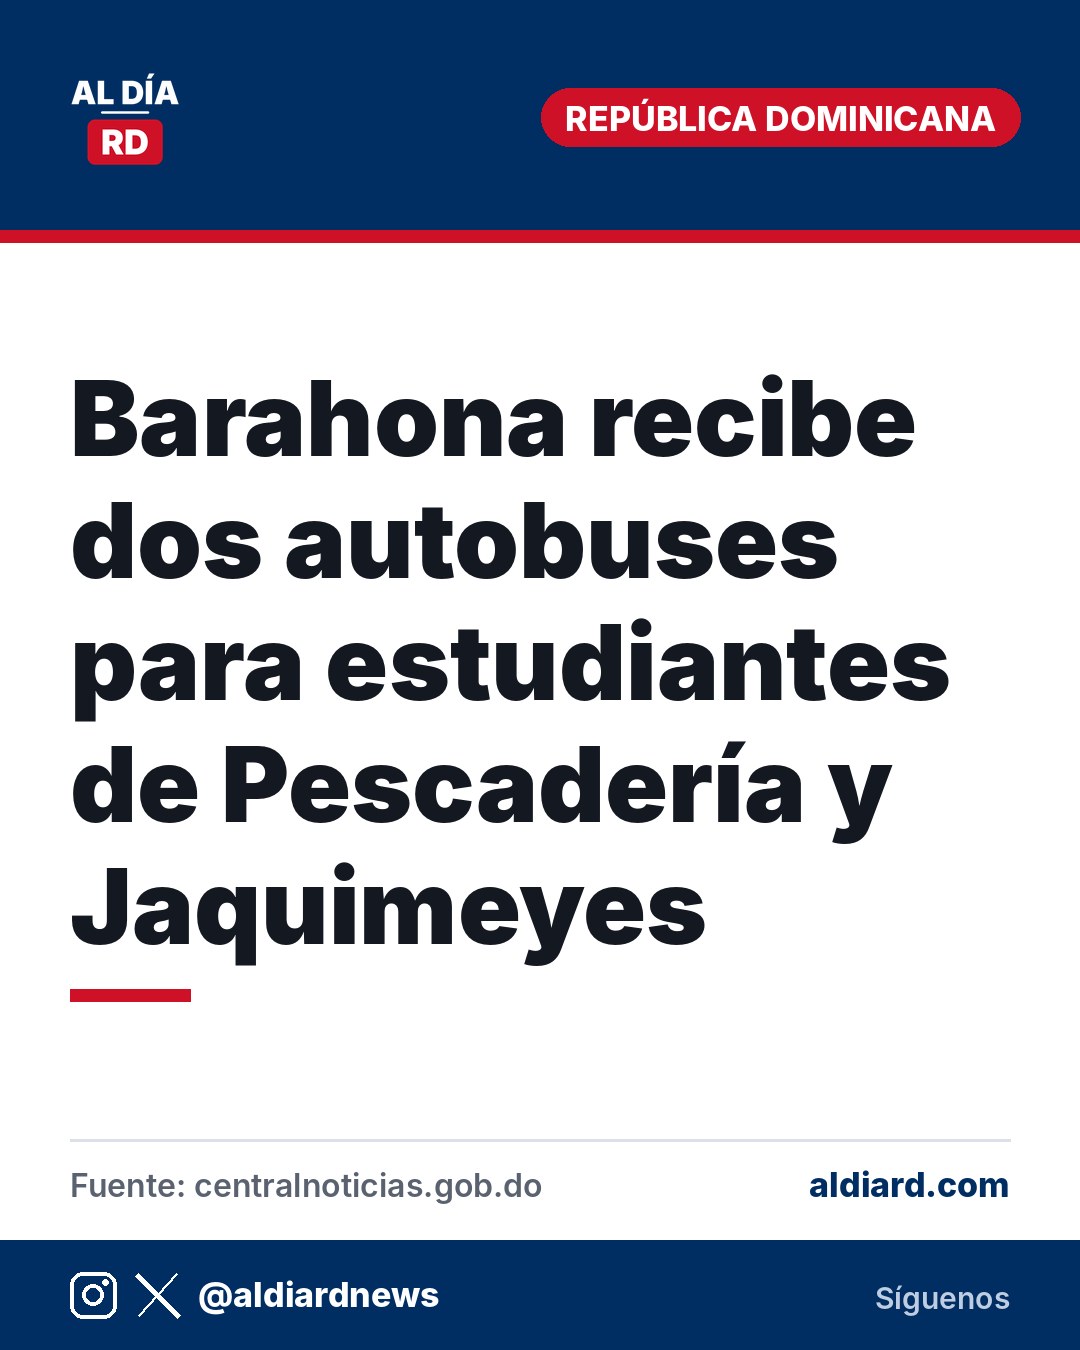 AL DÍA
RD
REPÚBLICA DOMINICANA
Barahona recibe
dos autobuses
para estudiantes
de Pescadería y
Jaquimeyes
Fuente: centralnoticias.gob.do
aldiard.com
@aldiardnews
Síguenos